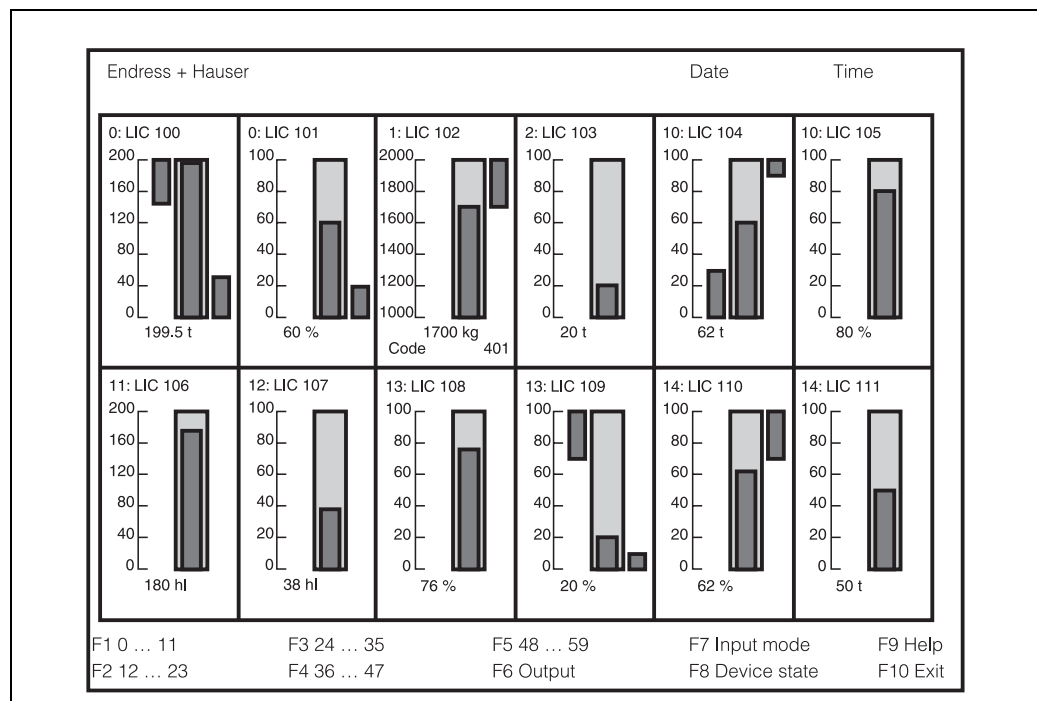 Endress + Hauser Date Time
0: LIC 100 0: LIC 101 1: LIC 102 2: LIC 103 10: LIC 104 10: LIC 105
200 100 2000 100 100 100
160 80 1800 80 80 80
120 60 1600 60 60 60
80 40 1400 40 40 40
40 20 1200 20 20 20
0 0 1000 0 0 0
199.5 t 60 % 1700 kg 20 t 62 t 80 %
Code 401
11: LIC 106 12: LIC 107 13: LIC 108 13: LIC 109 14: LIC 110 14: LIC 111
200 100 100 100 100 100
160 80 80 80 80 80
120 60 60 60 60 60
80 40 40 40 40 40
40 20 20 20 20 20
0 0 0 0 0 0
180 hl 38 hl 76 % 20 % 62 % 50 t
F1 0 ... 11 F3 24 ... 35 F5 48 ... 59 F7 Input mode F9 Help
F2 12 ... 23 F4 36 ... 47 F6 Output F8 Device state F10 Exit